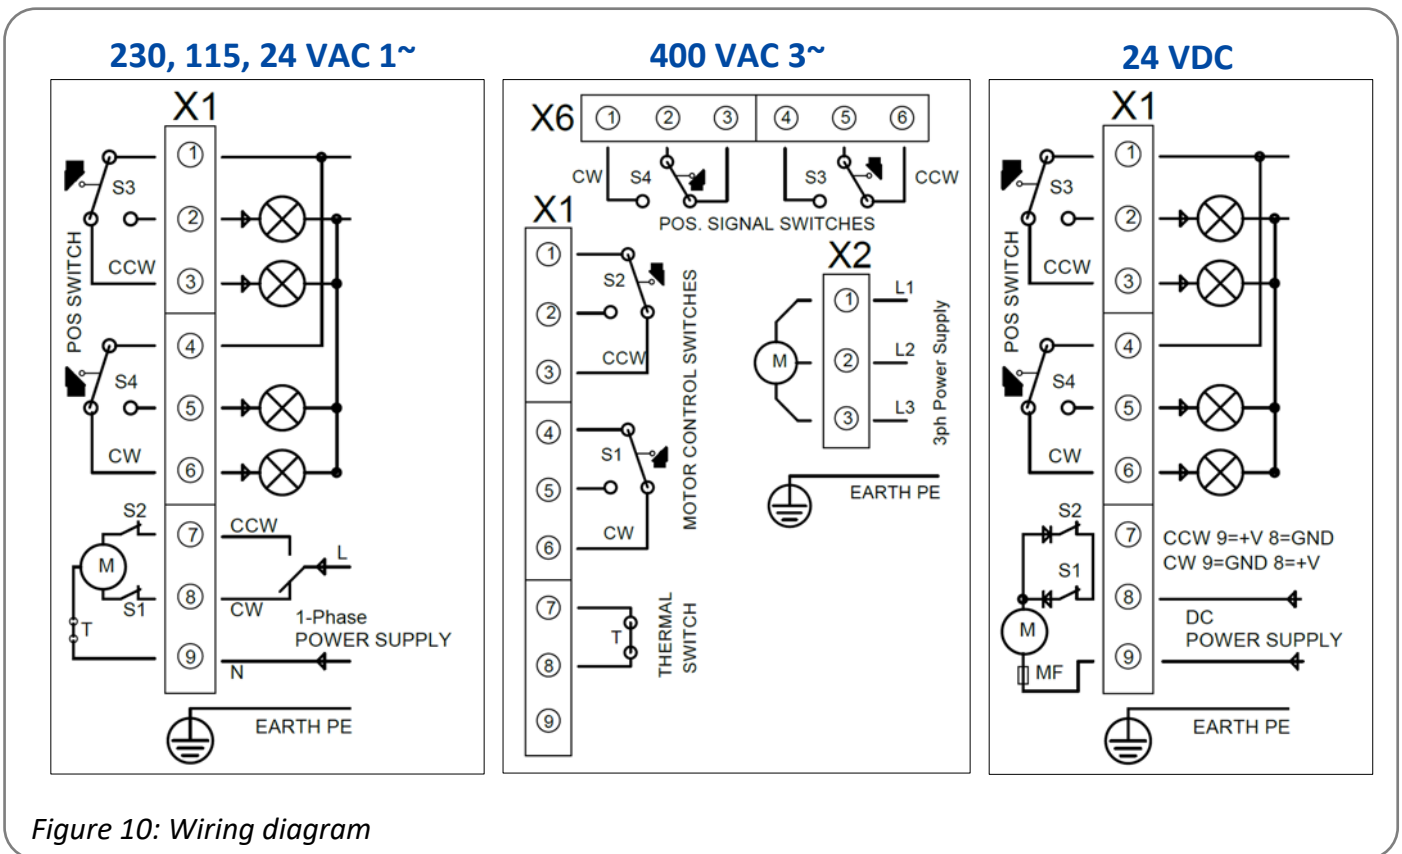 230, 115, 24 VAC 1~
X1
1
S3
2
CCW
3
POS SWITCH
4
S4
5
CW
6
S2
7
CCW
M
L
8
S1
CW
1-Phase
T
POWER SUPPLY
9
N
EARTH PE
400 VAC 3~
X6
1 2 3 4 5 6
CW S4 S3 CCW
POS. SIGNAL SWITCHES
X1
1
S2
2
CCW
3
4
S1
5
CW
6
MOTOR CONTROL SWITCHES
7
T
8
THERMAL
SWITCH
9
X2
1 L1
M 2 L2
3 L3
3ph Power Supply
EARTH PE
24 VDC
X1
1
S3
2
CCW
3
POS SWITCH
4
S4
5
CW
6
S2
7
CCW 9=+V 8=GND
CW 9=GND 8=+V
S1
8
DC
M
POWER SUPPLY
9
MF
EARTH PE
Figure 10: Wiring diagram